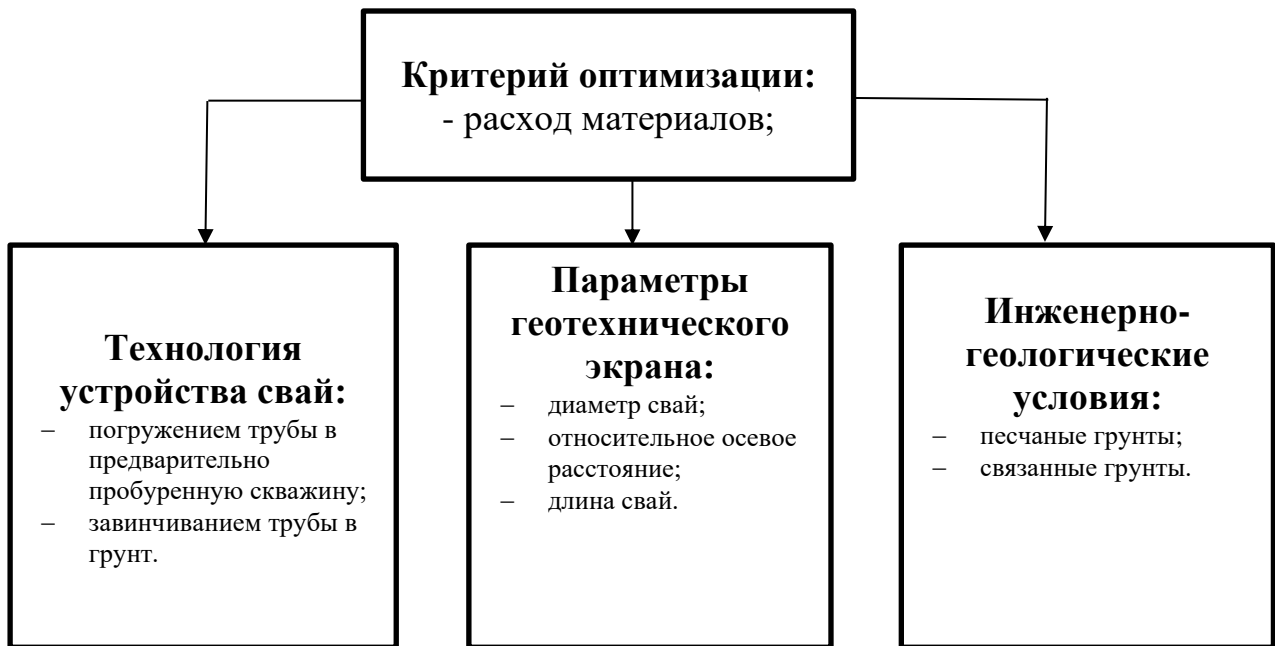 Критерий оптимизации:
- расход материалов;
Технология
устройства свай:
– погружением трубы в
предварительно
пробуренную скважину;
– завинчиванием трубы в
грунт.
Параметры
геотехнического
экрана:
– диаметр свай;
– относительное осевое
расстояние;
– длина свай.
Инженерно-
геологические
условия:
– песчаные грунты;
– связанные грунты.